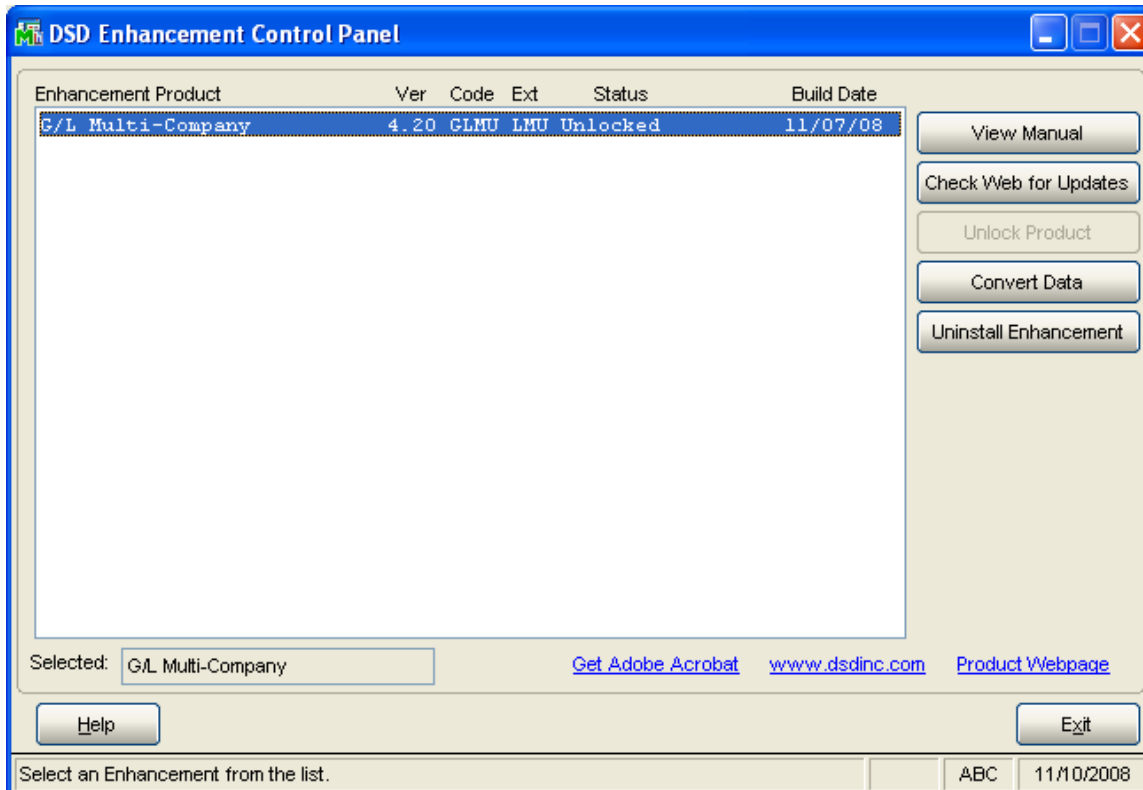 DSD Enhancement Control Panel
Enhancement Product Ver Code Ext Status Build Date
G/L Multi-Company 4.20 GLMU LMU Unlocked 11/07/08
View Manual
Check Web for Updates
Unlock Product
Convert Data
Uninstall Enhancement
Selected: G/L Multi-Company Get Adobe Acrobat www.dsdinc.com Product Webpage
Help Exit
Select an Enhancement from the list. ABC 11/10/2008